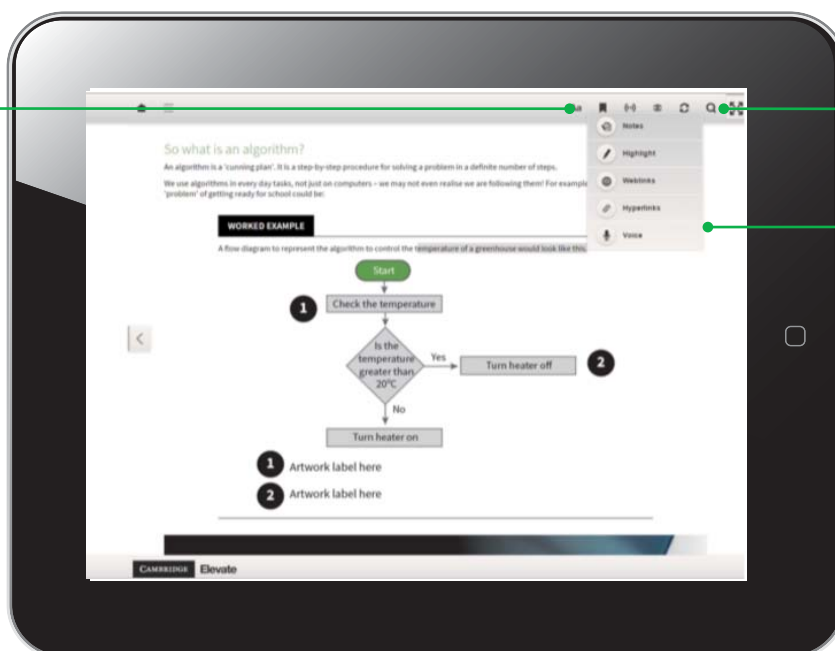 Notes
Highlight
Weblinks
Hyperlinks
Voice
So what is an algorithm?
An algorithm is a 'cunning plan'. It is a step-by-step procedure for solving a problem in a definite number of steps.
We use algorithms in every day tasks, not just on computers – we may not even realise we are following them! For example
'problem' of getting ready for school could be:
WORKED EXAMPLE
A flow diagram to represent the algorithm to control the temperature of a greenhouse would look like this
Start
1 Check the temperature
Is the
temperature
greater than
20°C
Yes
Turn heater off 2
No
Turn heater on
1 Artwork label here
2 Artwork label here
CAMBRIDGE Elevate